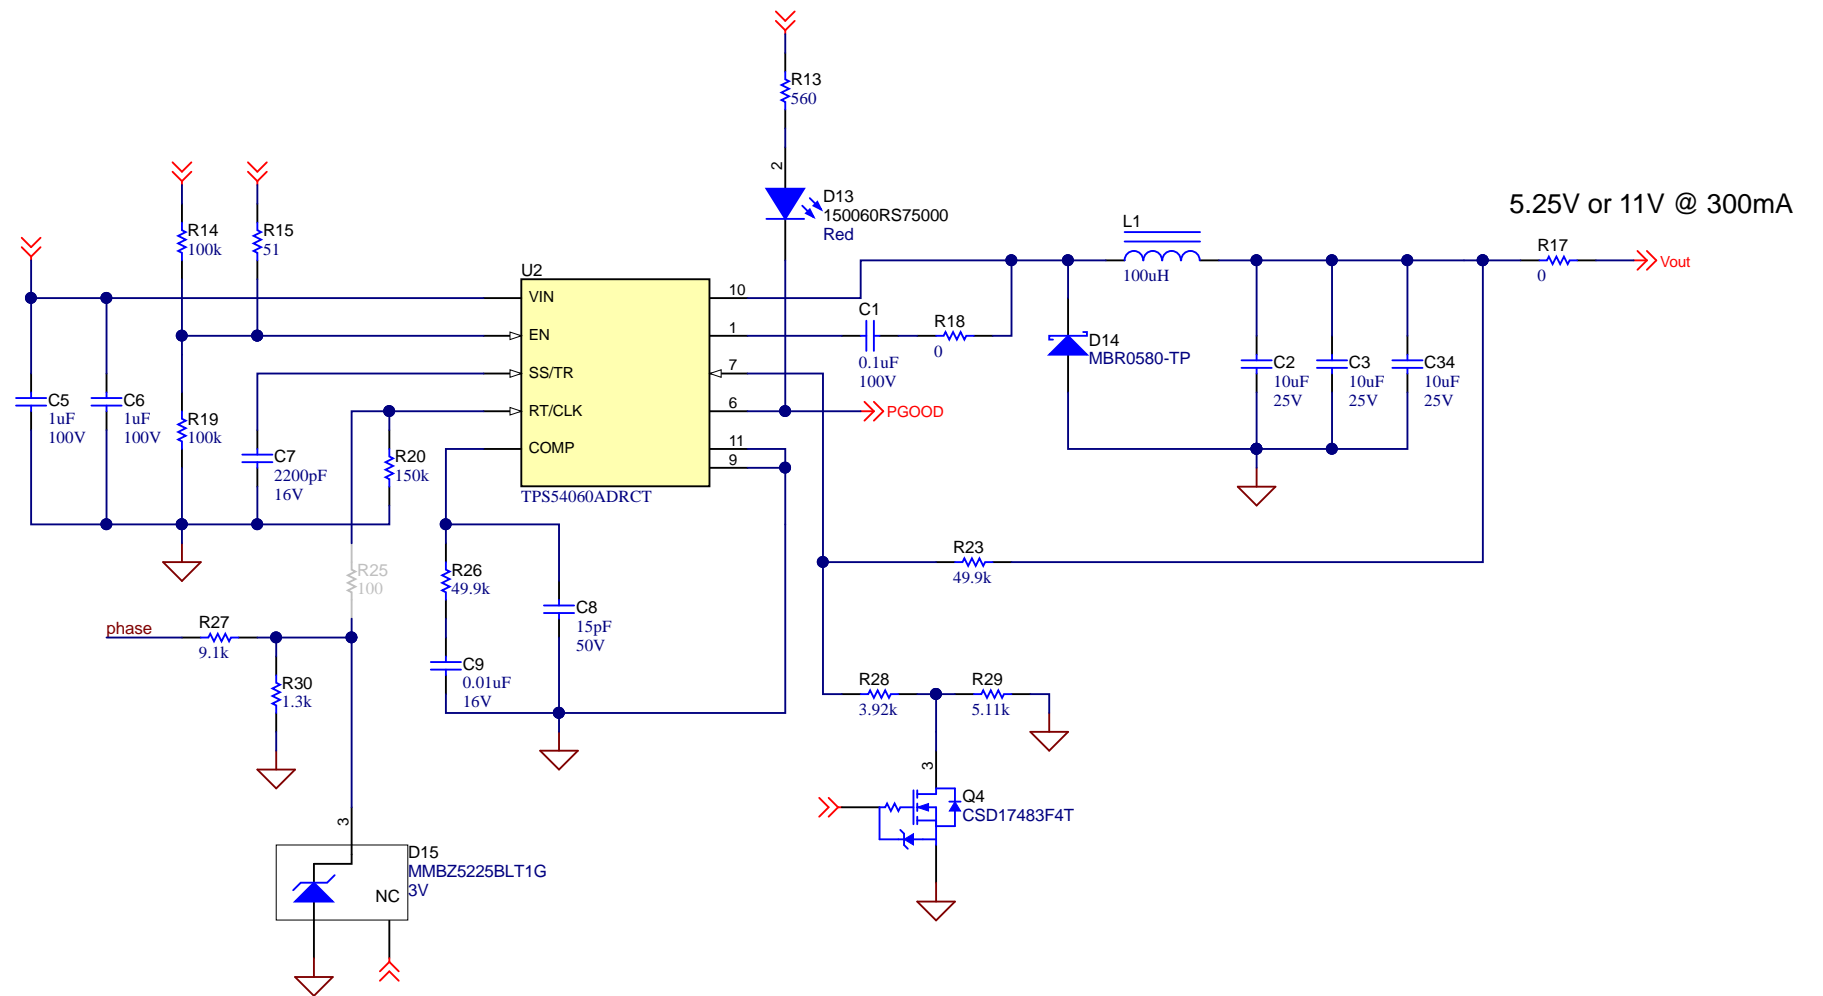 R13
560
2
D13
150060RS75000
Red
5.25V or 11V @ 300mA
R14
100k
R15
51
L1
100uH
R17
0
Vout
U2
VIN
EN
SS/TR
RT/CLK
COMP
10
1
7
6
11
9
TPS54060ADRCT
C1
0.1uF
100V
R18
0
D14
MBR0580-TP
C2
10uF
25V
C3
10uF
25V
C34
10uF
25V
PGOOD
C5
1uF
100V
C6
1uF
100V
R19
100k
C7
2200pF
16V
R20
150k
R25
100
R26
49.9k
C8
15pF
50V
C9
0.01uF
16V
R23
49.9k
phase
R27
9.1k
R30
1.3k
R28
3.92k
R29
5.11k
3
Q4
CSD17483F4T
3
D15
MMBZ5225BLT1G
3V
NC